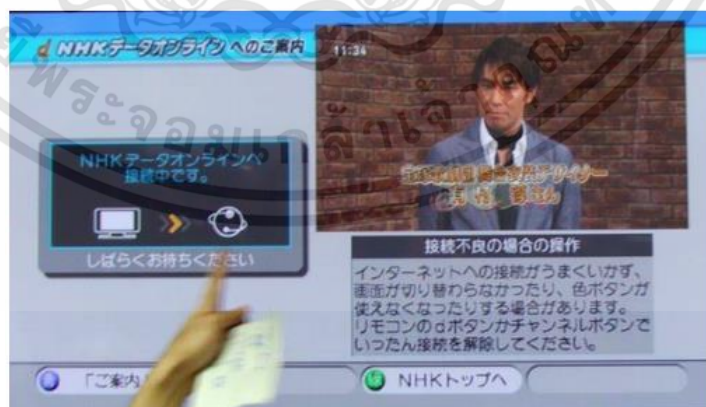 d NHKデータオンラインへのご案内
11:34
NHKデータオンラインへ
接続中です。
しばらくお待ちください
接続不良の場合の操作
インターネットへの接続がうまくいかず、
画面が切り替わらなかったり、色ボタンが
使えなくなったりする場合があります。
リモコンのdボタンかチャンネルボタンで
いったん接続を解除してください。
青 「ご案内
緑 NHKトップへ